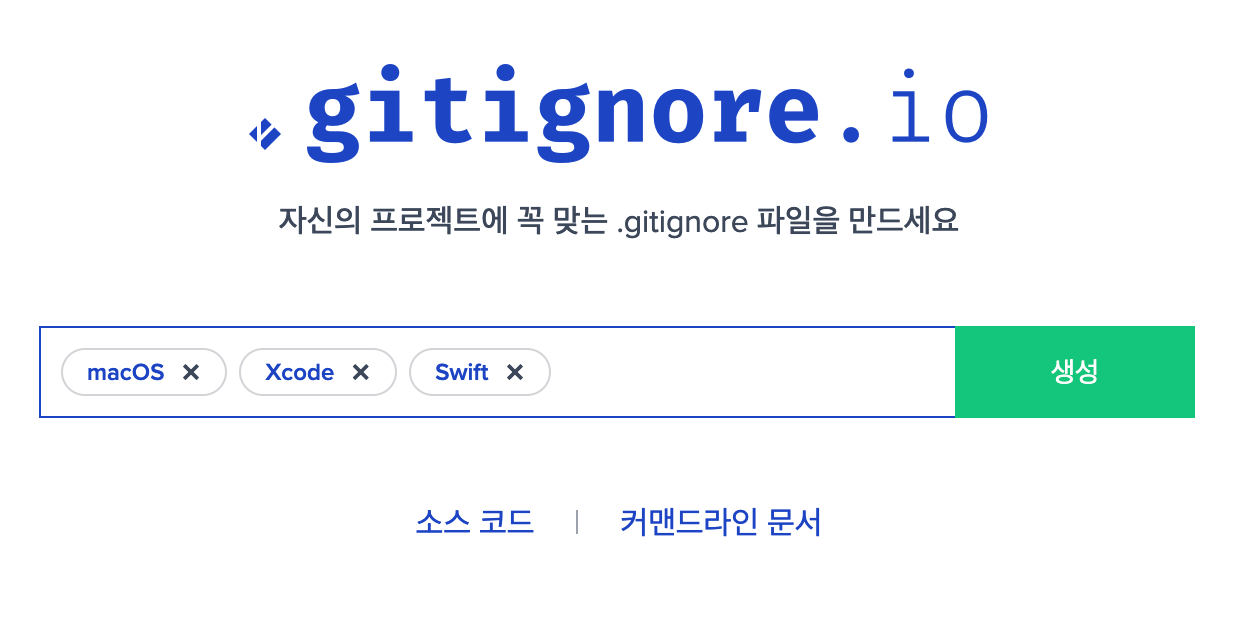 gitignore.io
자신의 프로젝트에 꼭 맞는 .gitignore 파일을 만드세요
macOS Xcode Swift 생성
소스 코드 | 커맨드라인 문서